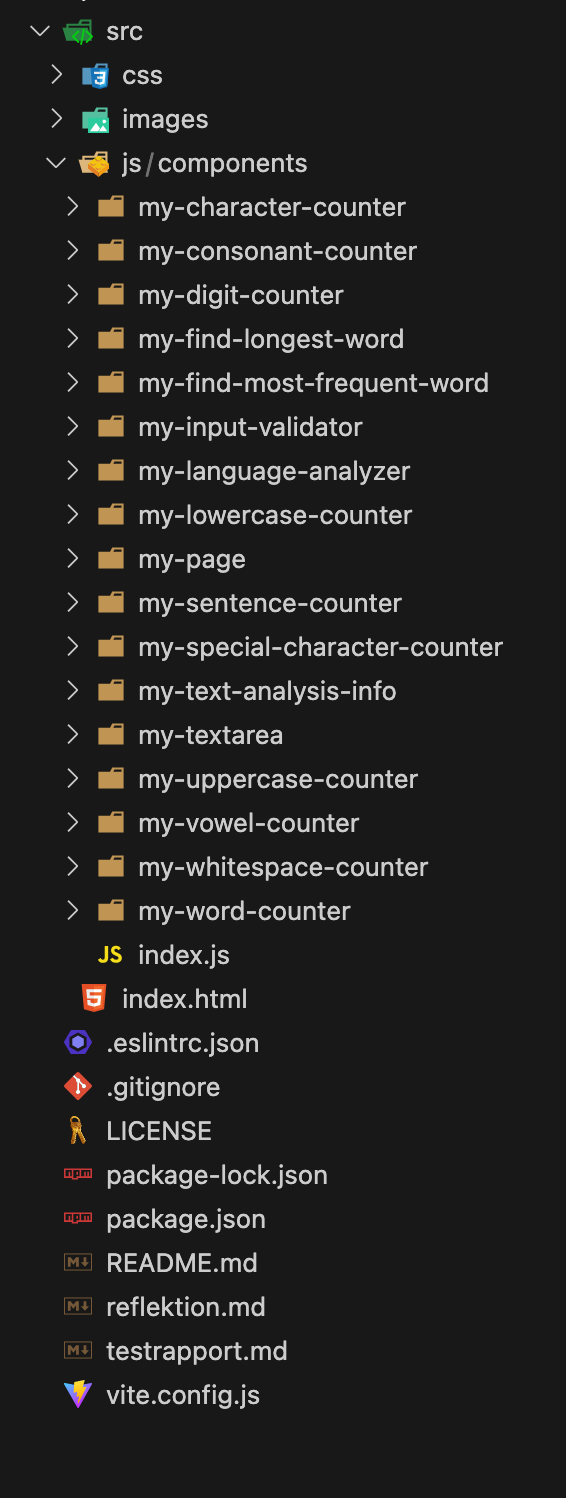 src
css
images
js/components
my-character-counter
my-consonant-counter
my-digit-counter
my-find-longest-word
my-find-most-frequent-word
my-input-validator
my-language-analyzer
my-lowercase-counter
my-page
my-sentence-counter
my-special-character-counter
my-text-analysis-info
my-textarea
my-uppercase-counter
my-vowel-counter
my-whitespace-counter
my-word-counter
JS index.js
index.html
.eslintrc.json
.gitignore
LICENSE
package-lock.json
package.json
README.md
reflektion.md
testrapport.md
vite.config.js